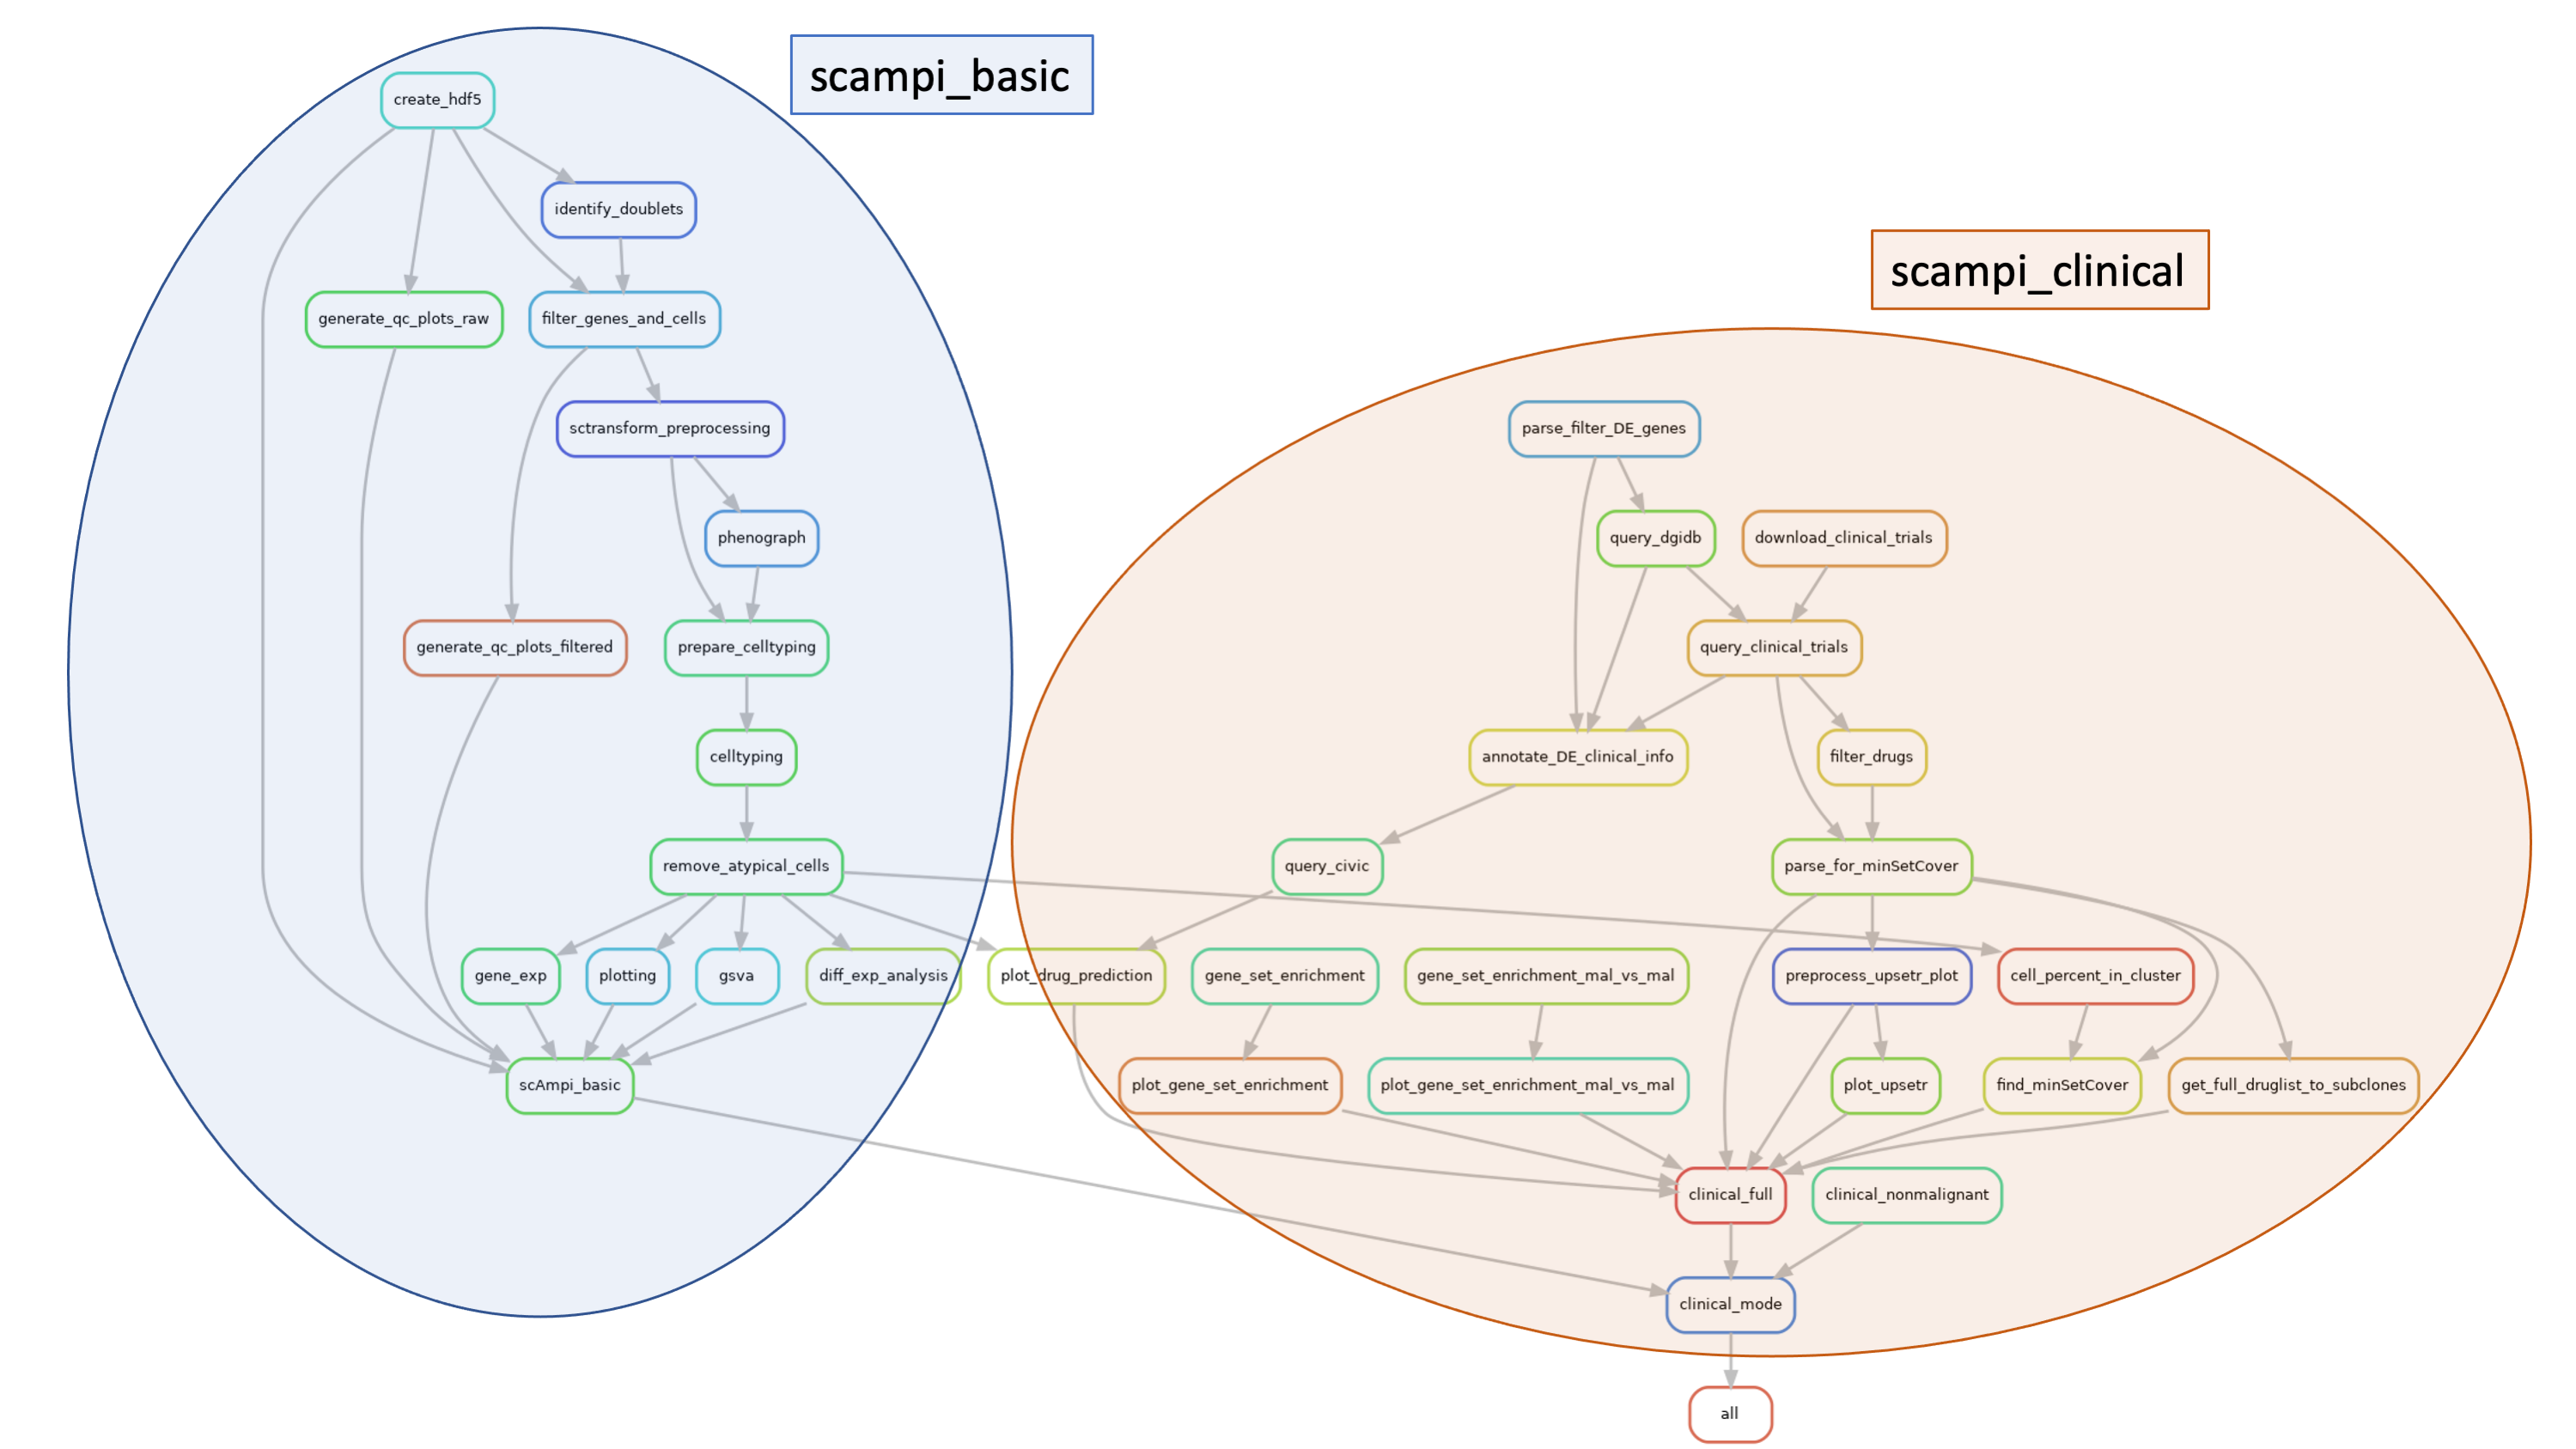 scampi_basic
create_hdf5
identify_doublets
scampi_clinical
generate_qc_plots_raw
filter_genes_and_cells
sctransform_preprocessing
parse_filter_DE_genes
phenograph
query_dgidb
download_clinical_trials
generate_qc_plots_filtered
prepare_celltyping
query_clinical_trials
celltyping
annotate_DE_clinical_info
filter_drugs
remove_atypical_cells
query_civic
parse_for_minSetCover
gene_exp
plotting
gsva
diff_exp_analysis
plot_drug_prediction
gene_set_enrichment
gene_set_enrichment_mal_vs_mal
preprocess_upsetr_plot
cell_percent_in_cluster
scAmpi_basic
plot_gene_set_enrichment
plot_gene_set_enrichment_mal_vs_mal
plot_upsetr
find_minSetCover
get_full_druglist_to_subclones
clinical_full
clinical_nonmalignant
clinical_mode
all